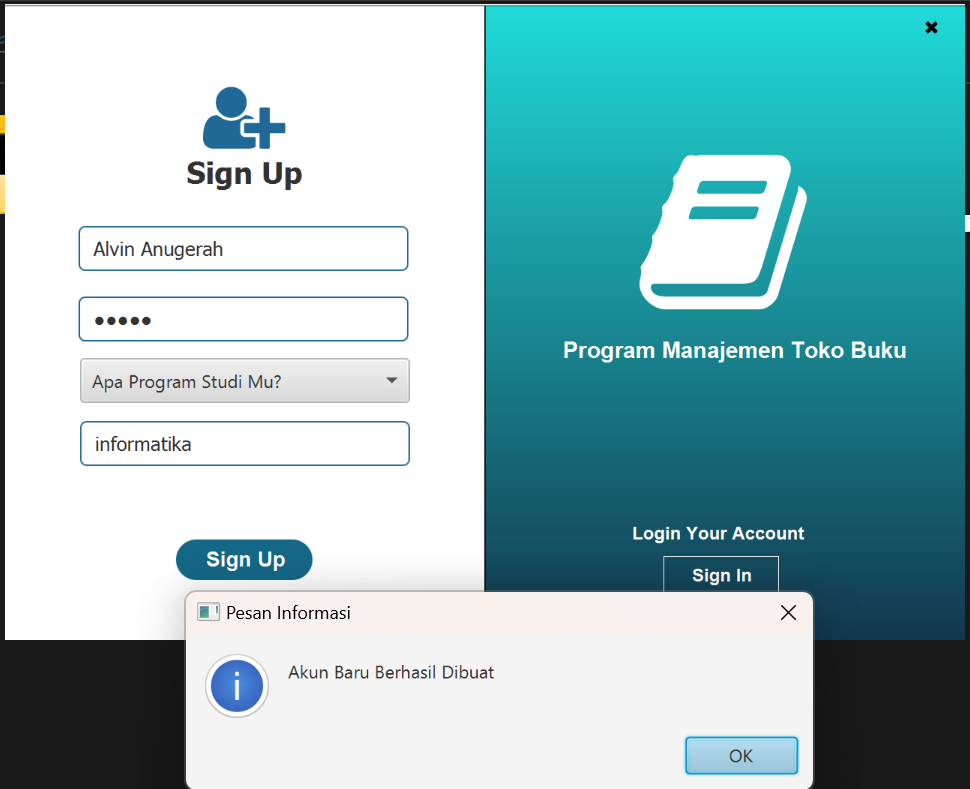 Sign Up
Alvin Anugerah
●●●●●
Apa Program Studi Mu?
informatika
Sign Up
Program Manajemen Toko Buku
Login Your Account
Sign In
Pesan Informasi
Akun Baru Berhasil Dibuat
OK